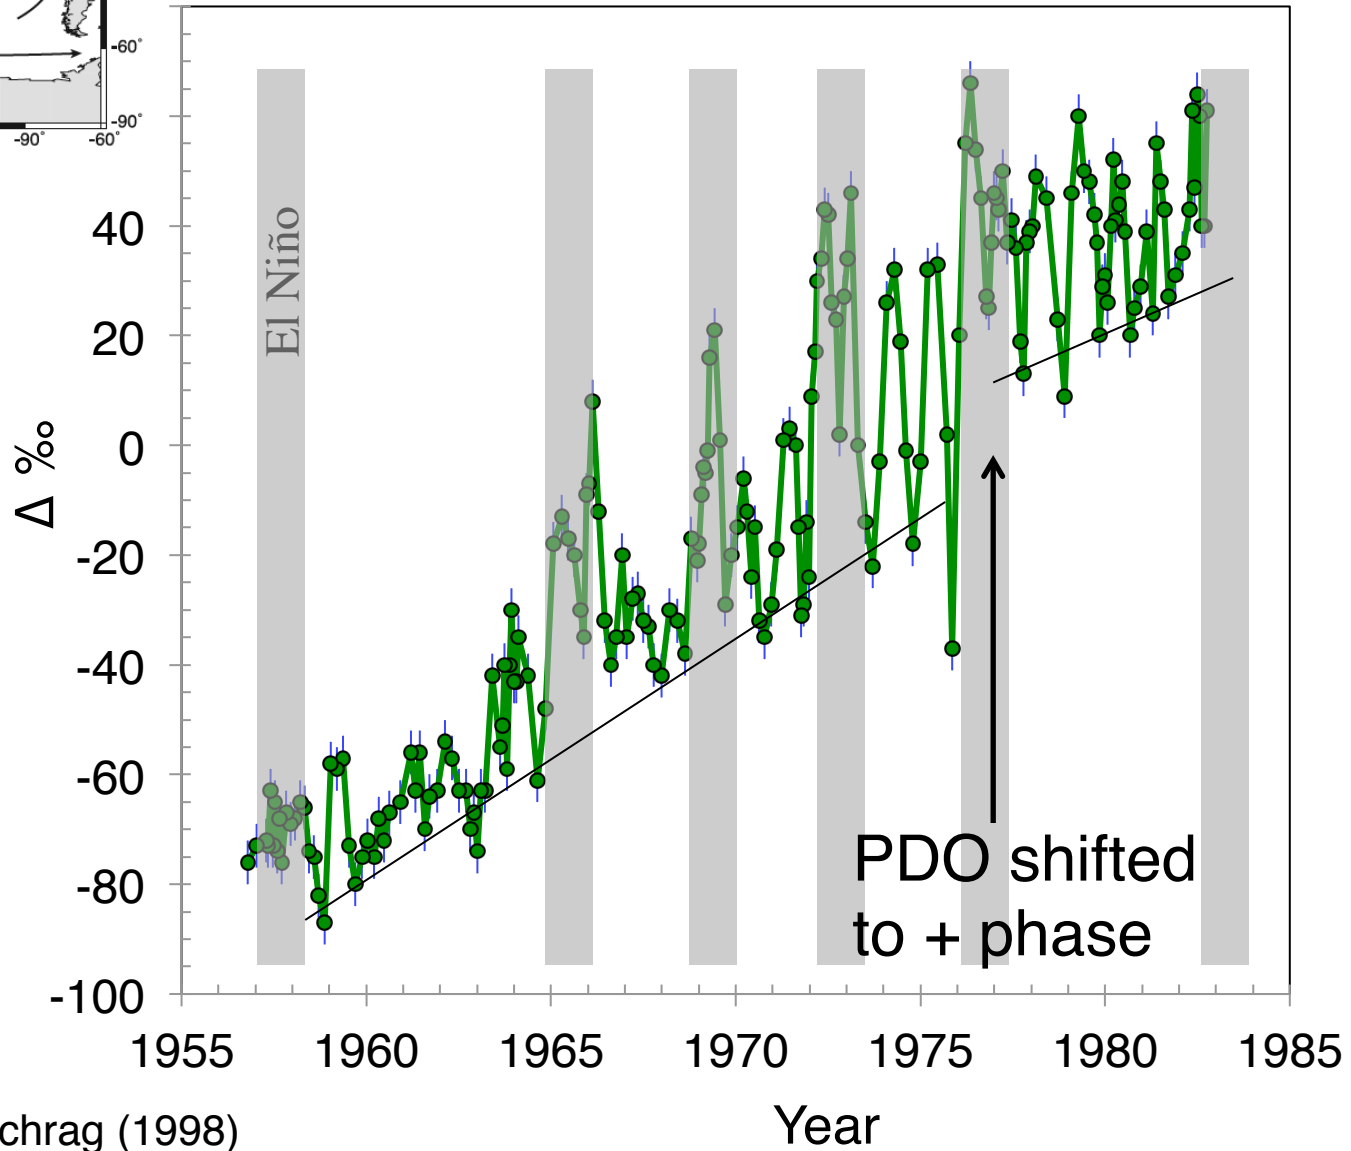 -60°
-90°
-90° -60°
El Niño
40
20
0
-20
-40
-60
-80
-100
Δ ‰
PDO shifted
to + phase
1955 1960 1965 1970 1975 1980 1985
Year
chrag (1998)